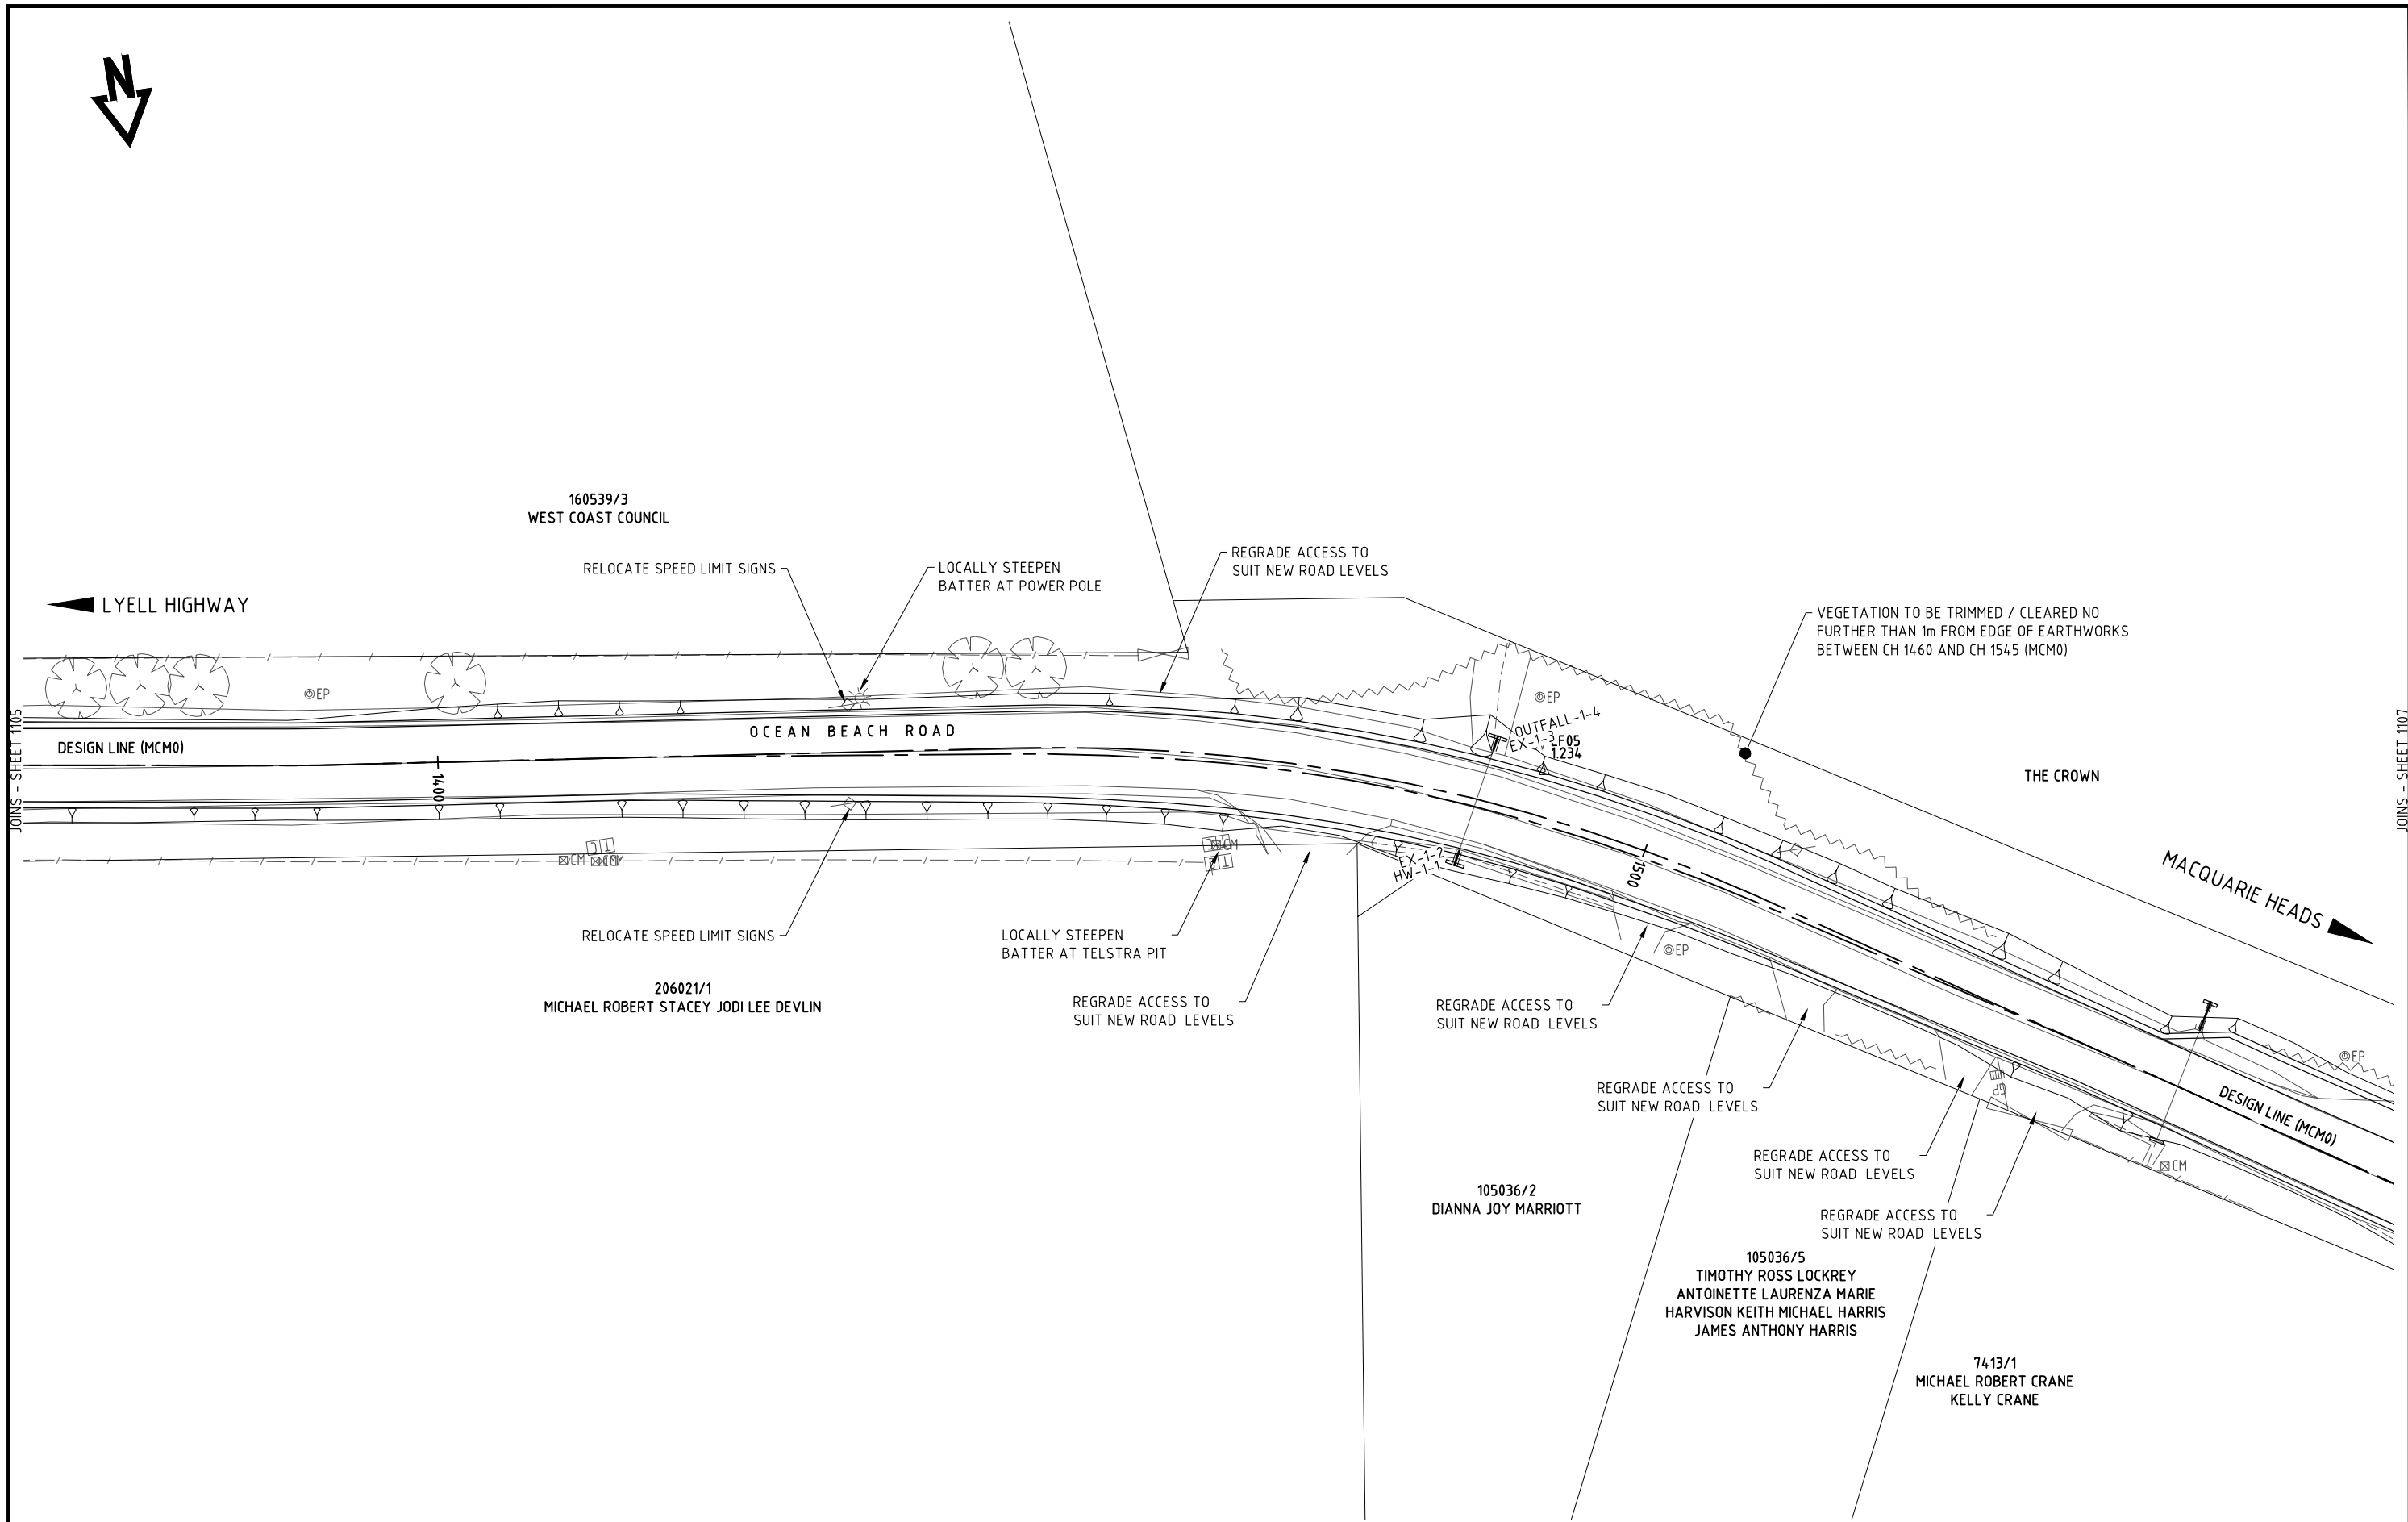 N
160539/3
WEST COAST COUNCIL
RELOCATE SPEED LIMIT SIGNS
LOCALLY STEEPEN
BATTER AT POWER POLE
REGRADE ACCESS TO
SUIT NEW ROAD LEVELS
LYELL HIGHWAY
VEGETATION TO BE TRIMMED / CLEARED NO
FURTHER THAN 1m FROM EDGE OF EARTHWORKS
BETWEEN CH 1460 AND CH 1545 (MCM0)
EP
EP
JOINS - SHEET 1105
JOINS - SHEET 1107
DESIGN LINE (MCM0)
OCEAN BEACH ROAD
OUTFALL-1-4
EX-1-3
F05
1.234
THE CROWN
1400
CM
CM
EX-1-2
HW-1-1
1500
MACQUARIE HEADS
RELOCATE SPEED LIMIT SIGNS
LOCALLY STEEPEN
BATTER AT TELSTRA PIT
EP
206021/1
MICHAEL ROBERT STACEY JODI LEE DEVLIN
REGRADE ACCESS TO
SUIT NEW ROAD LEVELS
REGRADE ACCESS TO
SUIT NEW ROAD LEVELS
EP
REGRADE ACCESS TO
SUIT NEW ROAD LEVELS
GP
DESIGN LINE (MCM0)
REGRADE ACCESS TO
SUIT NEW ROAD LEVELS
CM
105036/2
DIANNA JOY MARRIOTT
REGRADE ACCESS TO
SUIT NEW ROAD LEVELS
105036/5
TIMOTHY ROSS LOCKREY
ANTOINETTE LAURENZA MARIE
HARVISON KEITH MICHAEL HARRIS
JAMES ANTHONY HARRIS
7413/1
MICHAEL ROBERT CRANE
KELLY CRANE